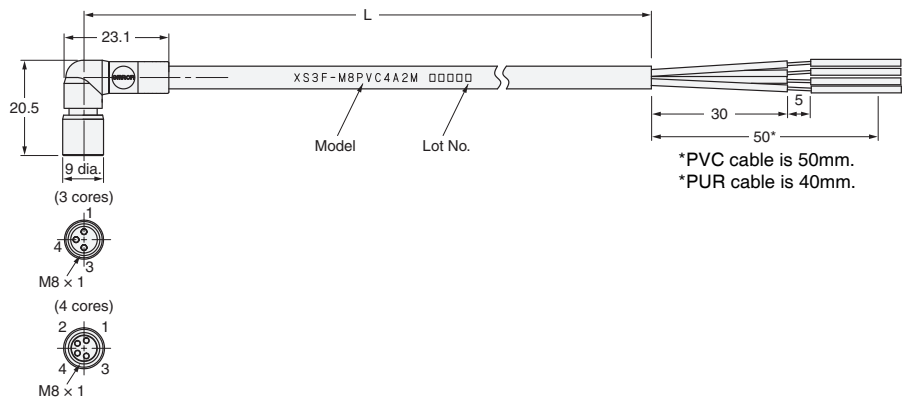 L
23.1
OMRON
XS3F-M8PVC4A2M □□□□□
20.5
30
5
50*
Model
Lot No.
*PVC cable is 50mm.
*PUR cable is 40mm.
9 dia.
(3 cores)
1
4
3
M8 × 1
(4 cores)
2 1
4 3
M8 × 1